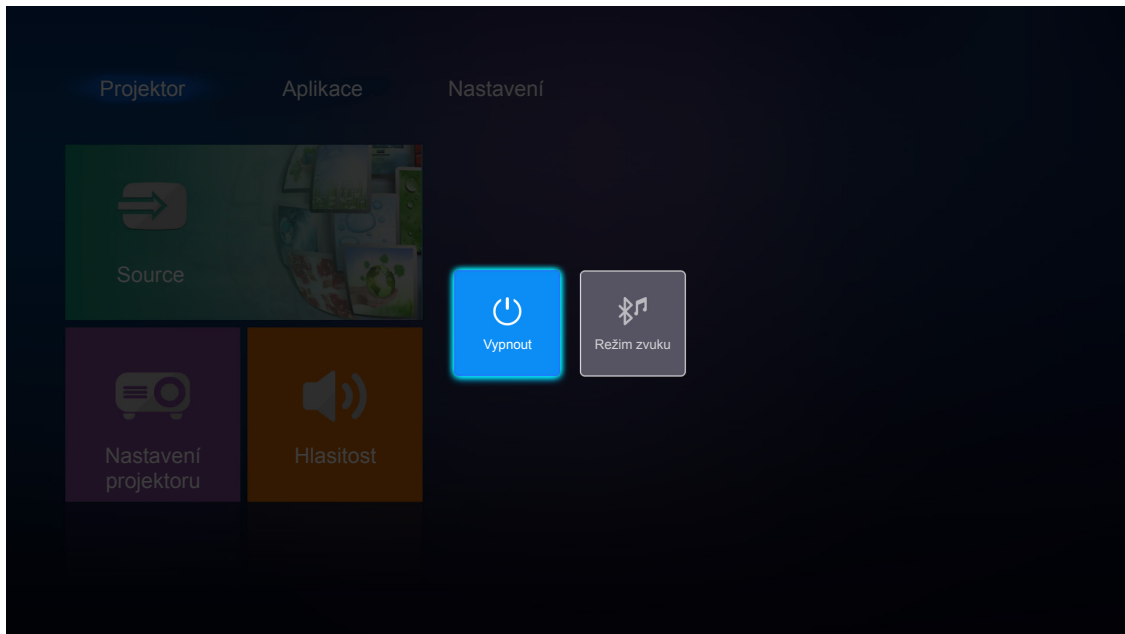 Projektor Aplikace Nastavení
Source
Vypnout Režim zvuku
Nastavení
projektoru
Hlasitost